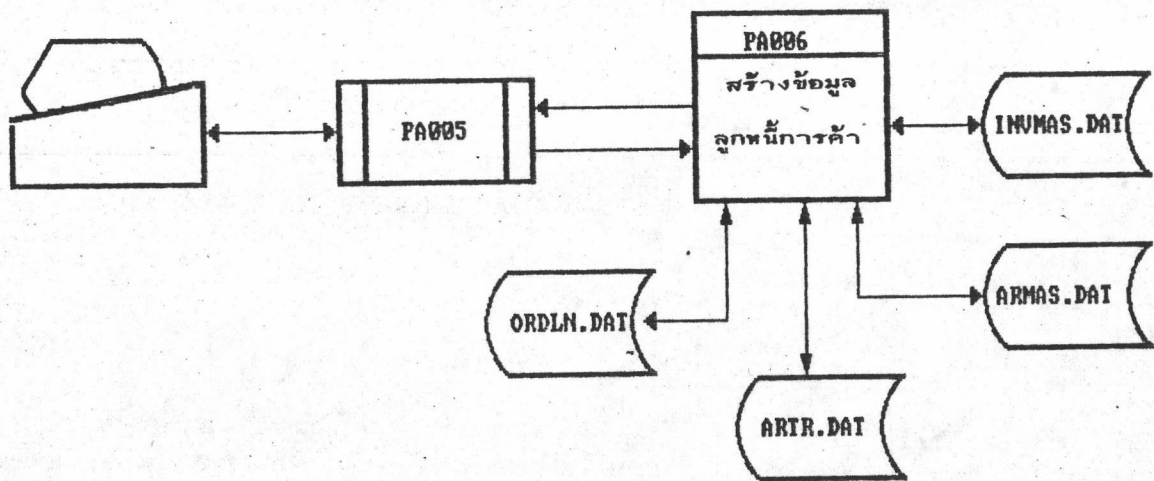 PA006
สร้างข้อมูล
ลูกหนี้การค้า
PA005
INVMAS.DAT
ARMAS.DAT
ORDLN.DAT
ARTR.DAT